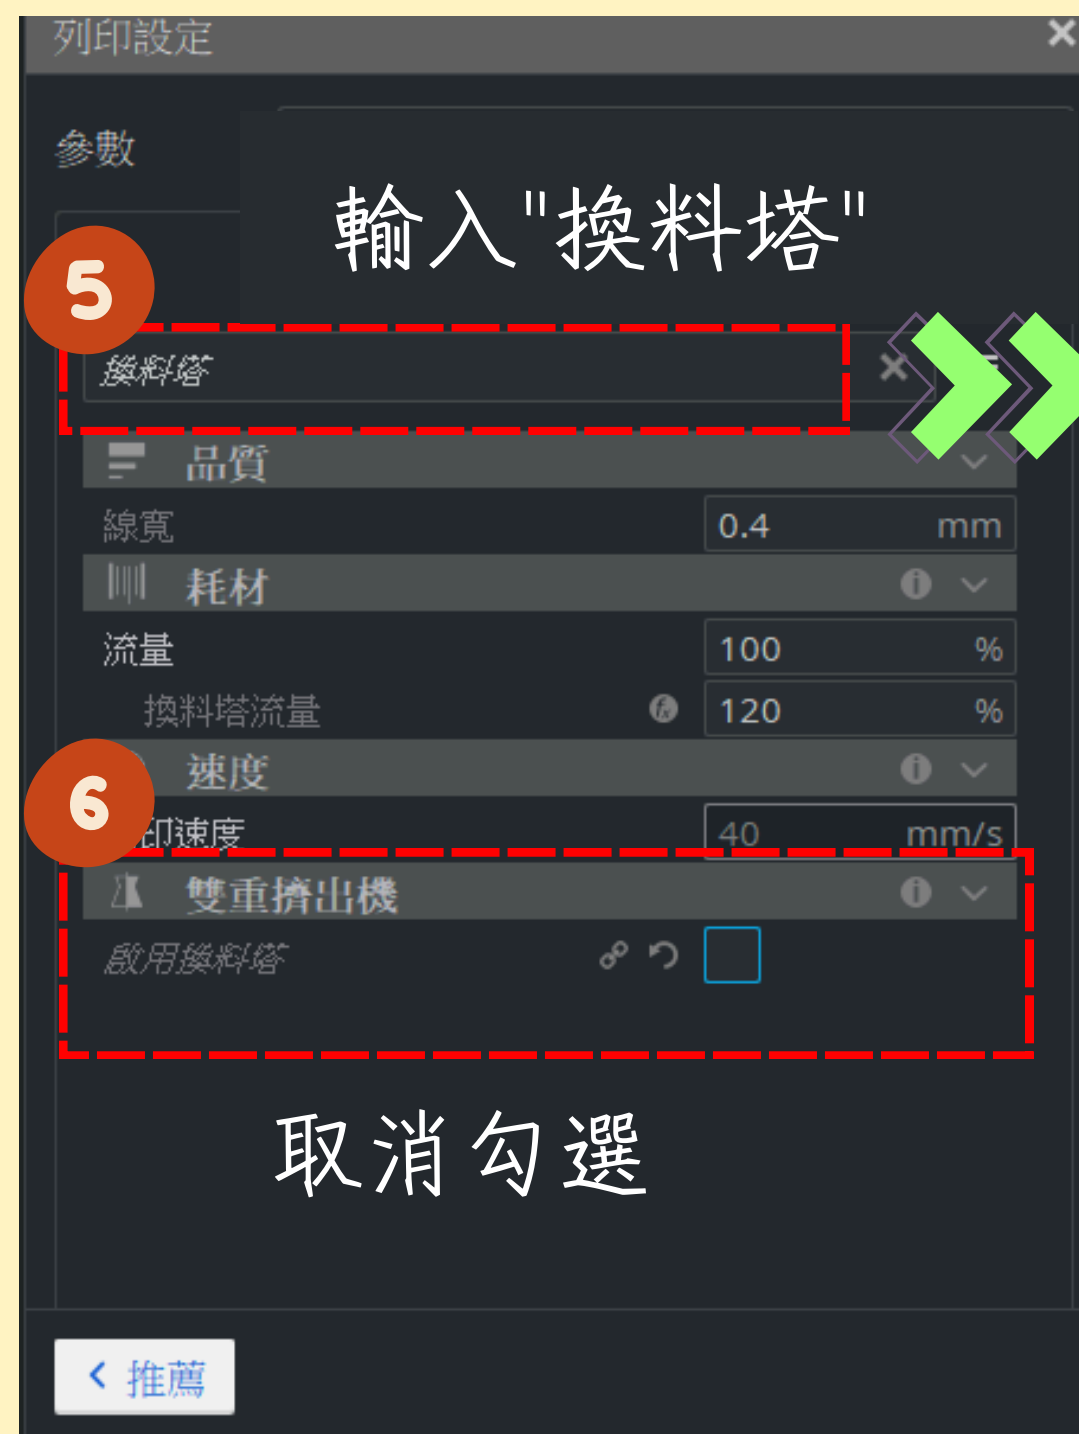 列印設定
參數
輸入"換料塔"
5
換料塔
品質
線寬 0.4 mm
耗材
流量 100 %
換料塔流量 120 %
6 速度
印速度 40 mm/s
雙重擠出機
啟用換料塔
取消勾選
推薦